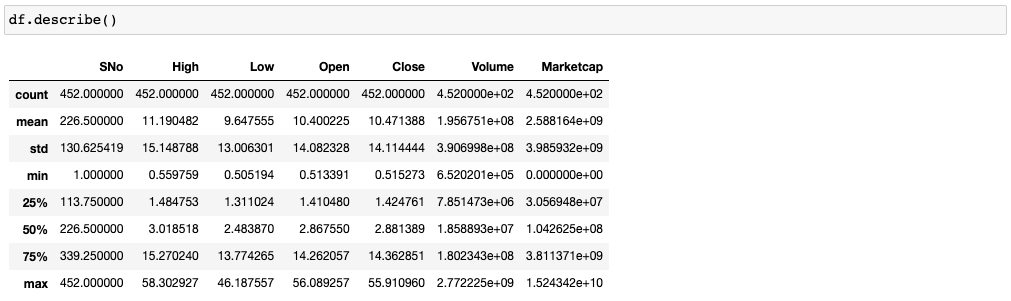 df.describe()
SNo High Low Open Close Volume Marketcap
count 452.000000 452.000000 452.000000 452.000000 452.000000 4.520000e+02 4.520000e+02
mean 226.500000 11.190482 9.647555 10.400225 10.471388 1.956751e+08 2.588164e+09
std 130.625419 15.148788 13.006301 14.082328 14.114444 3.906998e+08 3.985932e+09
min 1.000000 0.559759 0.505194 0.513391 0.515273 6.520201e+05 0.000000e+00
25% 113.750000 1.484753 1.311024 1.410480 1.424761 7.851473e+06 3.056948e+07
50% 226.500000 3.018518 2.483870 2.867550 2.881389 1.858893e+07 1.042625e+08
75% 339.250000 15.270240 13.774265 14.262057 14.362851 1.802343e+08 3.811371e+09
max 452.000000 58.302927 46.187557 56.089257 55.910960 2.772225e+09 1.524342e+10